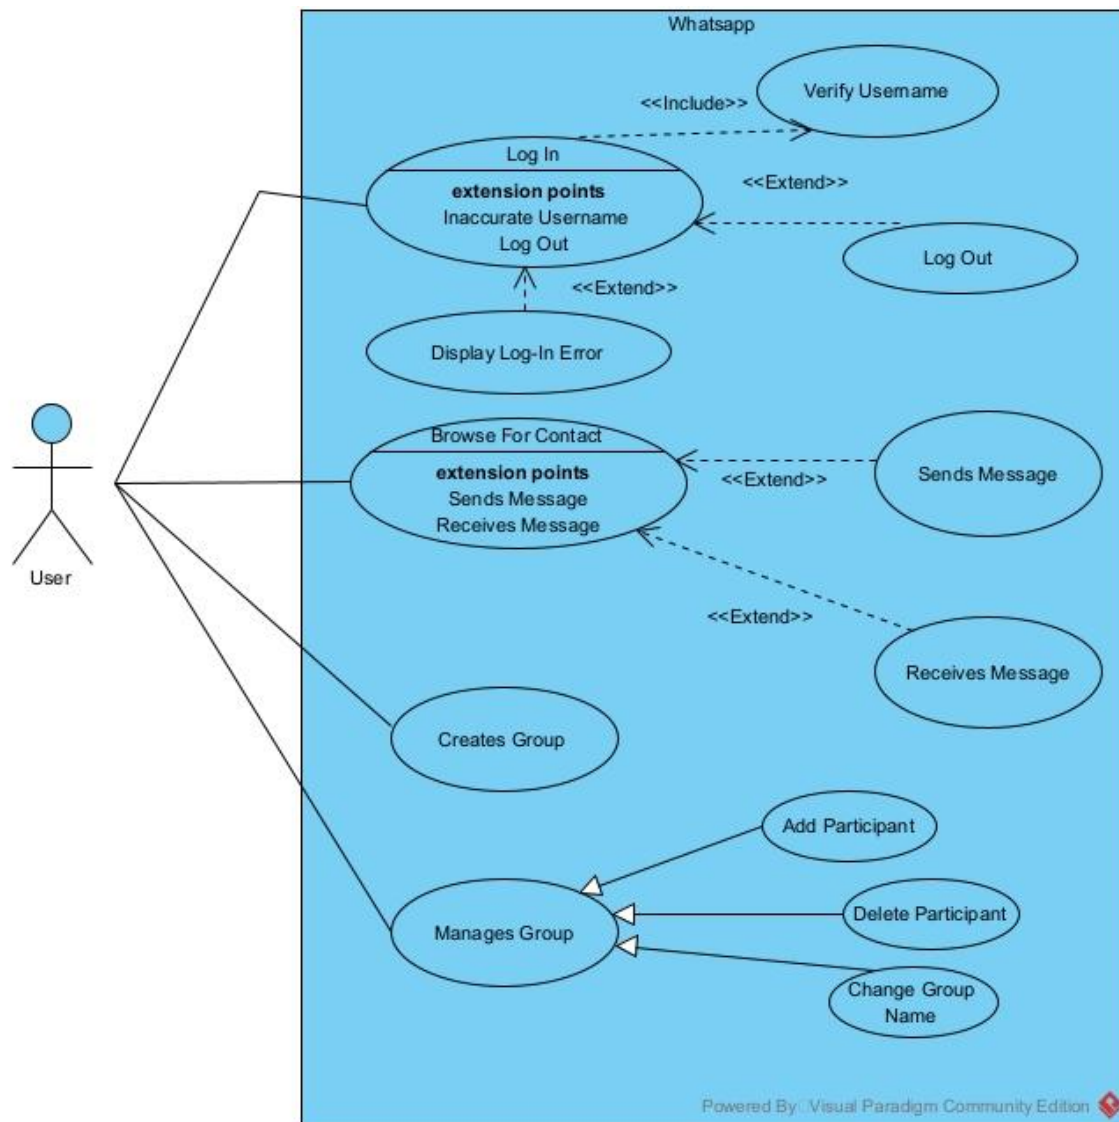 Whatsapp
Verify Username
<<Include>>
Log In
extension points
Inaccurate Username
Log Out
<<Extend>>
Log Out
<<Extend>>
Display Log-In Error
Browse For Contact
extension points
Sends Message
Receives Message
<<Extend>>
Sends Message
User
<<Extend>>
Receives Message
Creates Group
Add Participant
Manages Group
Delete Participant
Change Group
Name
Powered By Visual Paradigm Community Edition